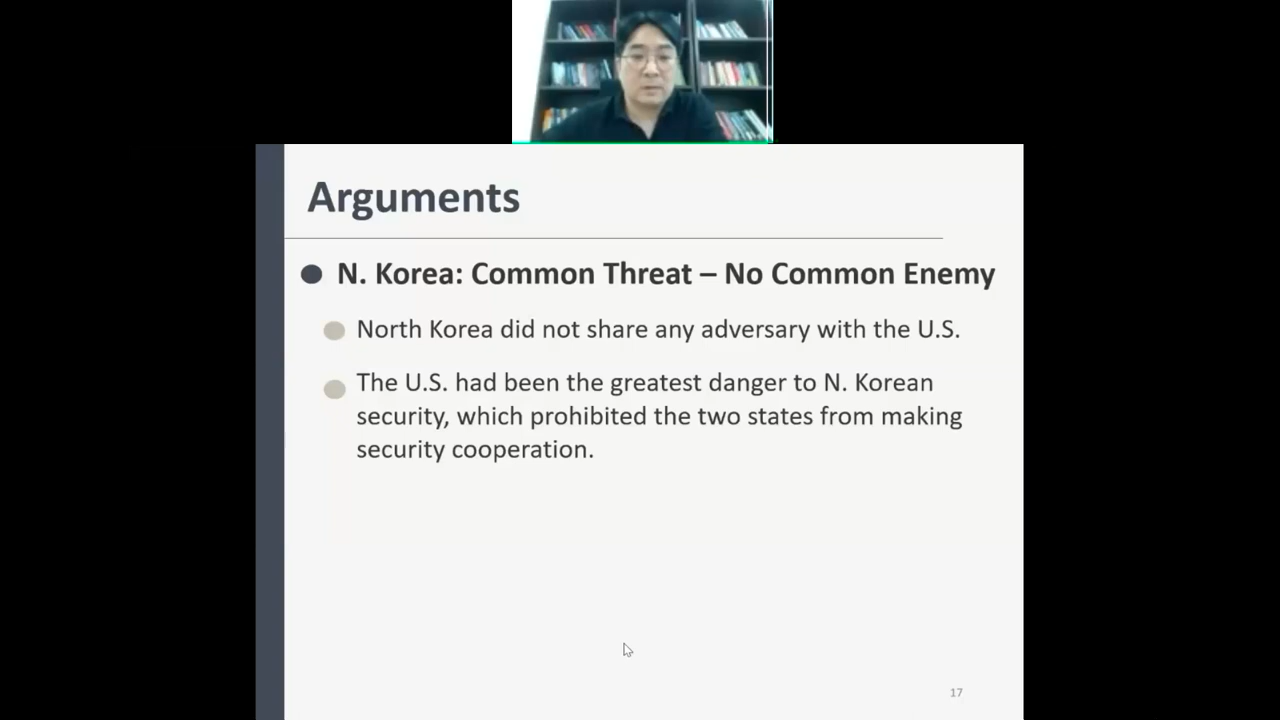 Arguments
N. Korea: Common Threat – No Common Enemy
North Korea did not share any adversary with the U.S.
The U.S. had been the greatest danger to N. Korean
security, which prohibited the two states from making
security cooperation.
17